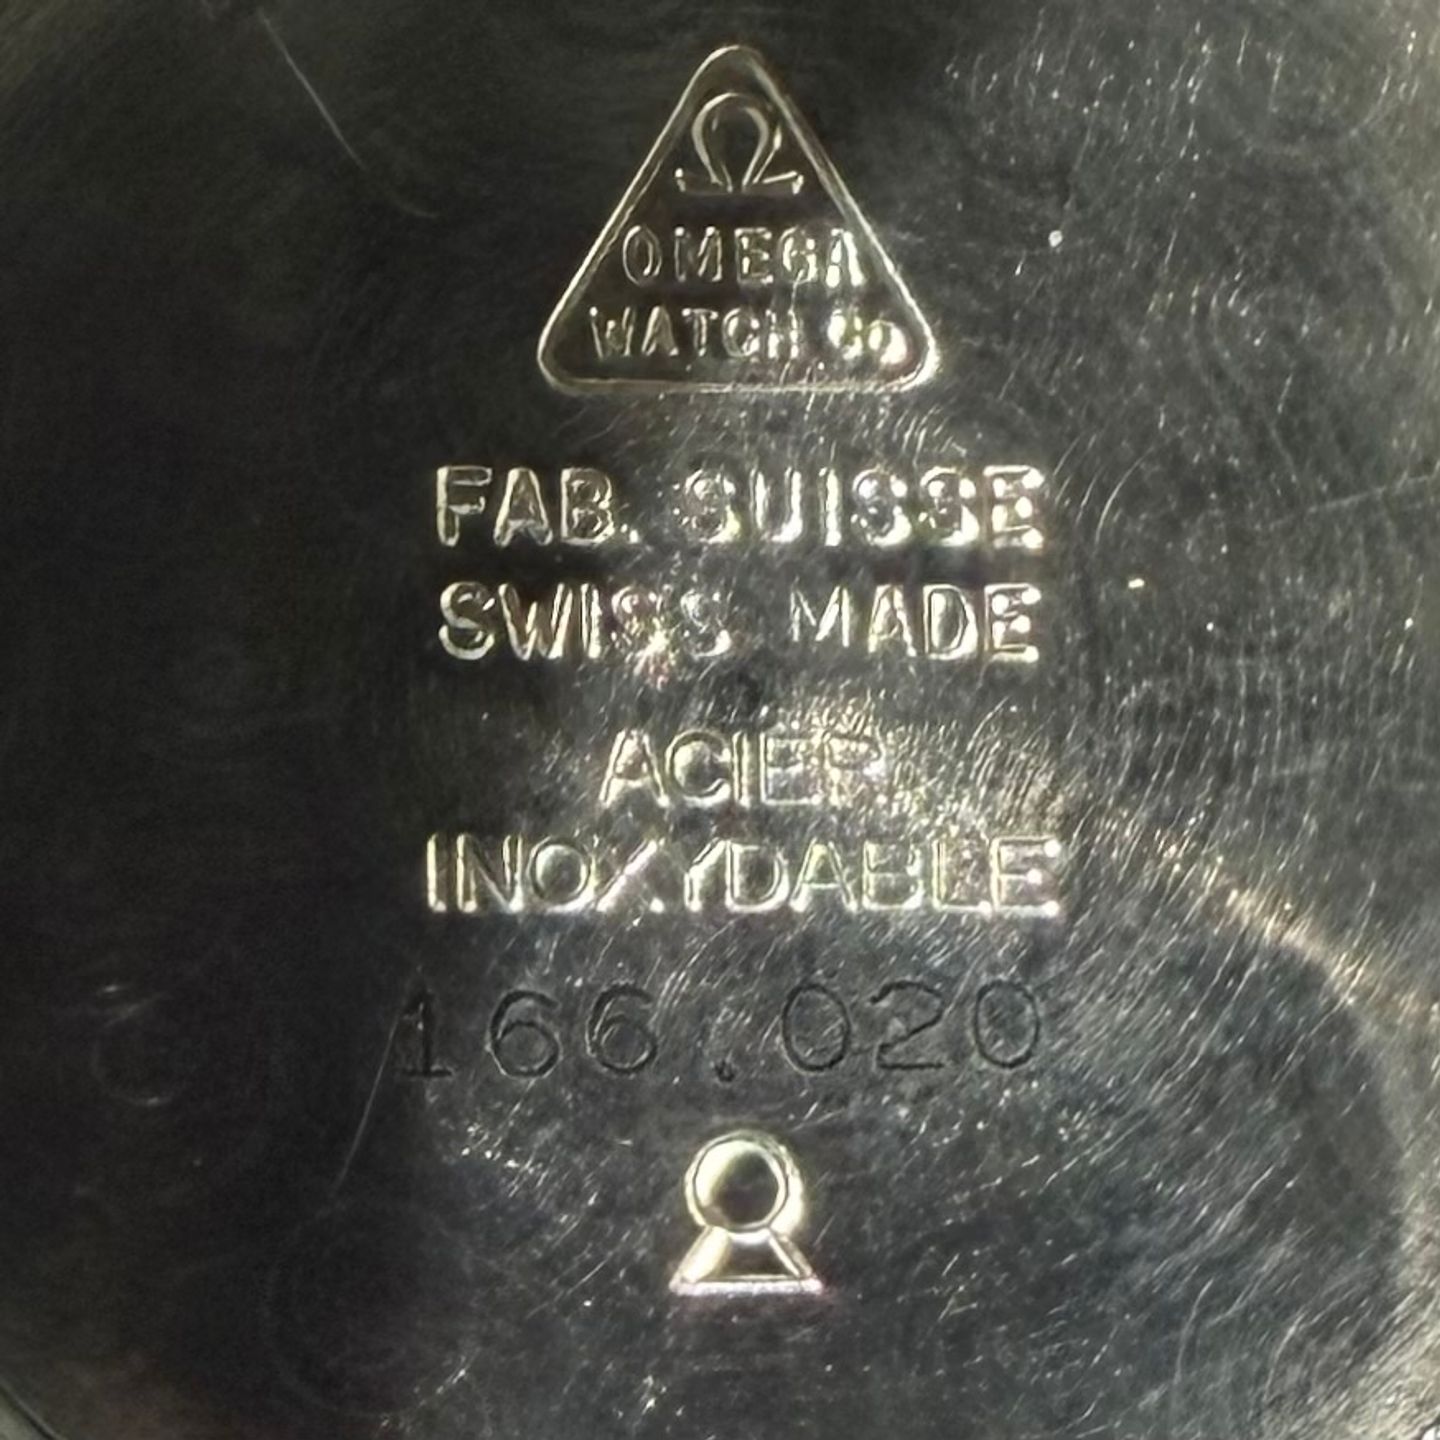 Ω
OMEGA
WATCH Co
FAB. SUISSE
SWISS MADE
ACIER
INOXYDABLE
166.020